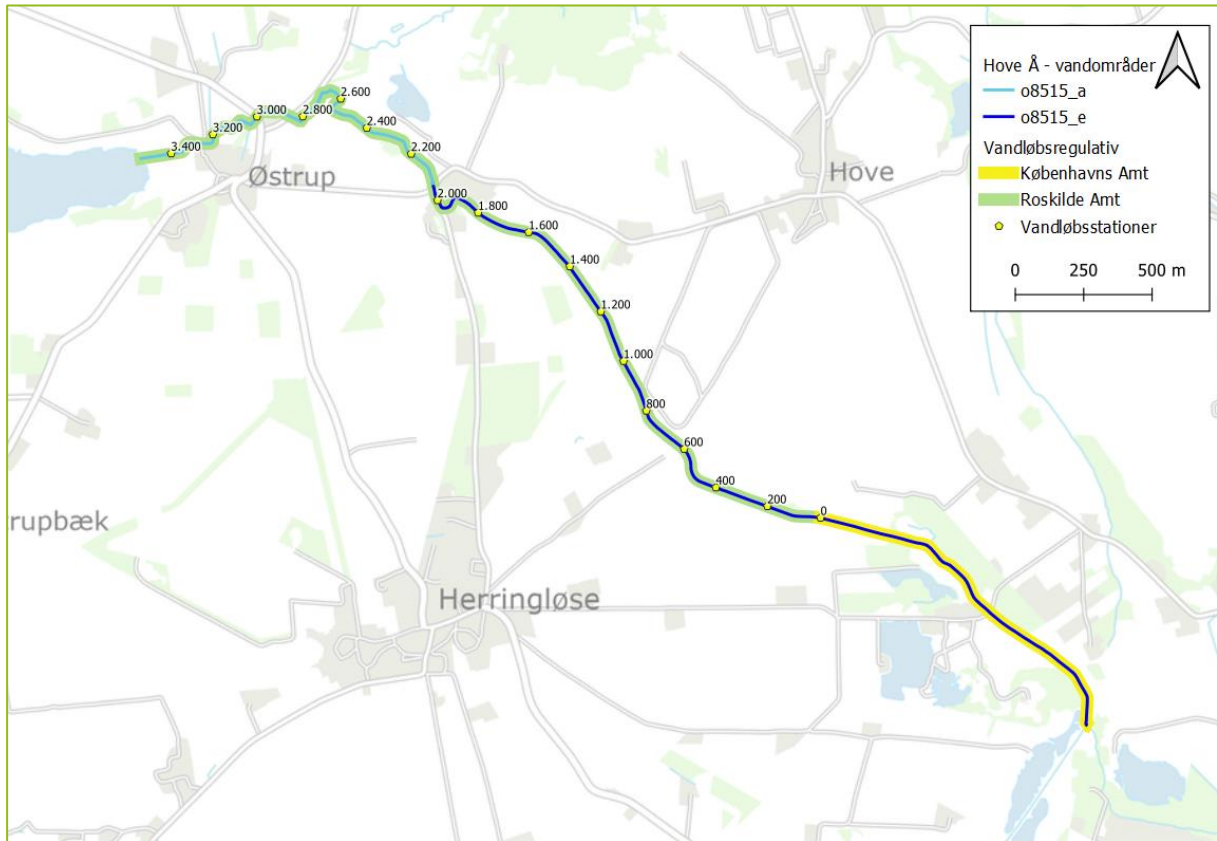 Hove Å - vandområder
o8515_a
o8515_e
Vandløbsregulativ
Københavns Amt
Roskilde Amt
Vandløbsstationer
0 250 500 m
2.600
3.000
2.800
3.200
2.400
3.400
2.200
Østrup
Hove
2.000
1.800
1.600
1.400
1.200
1.000
800
600
400
200
0
rupbæk
Herringløse